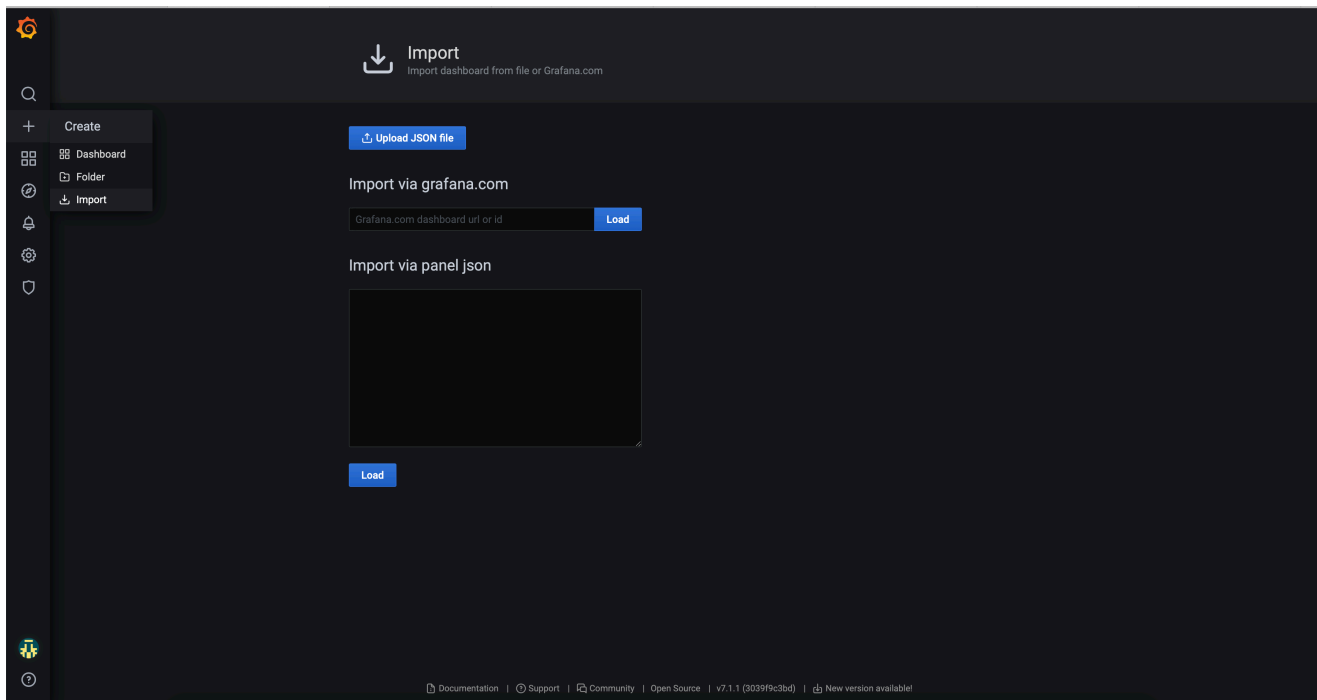 Import
Import dashboard from file or Grafana.com
Create
Dashboard
Folder
Import
Upload JSON file
Import via grafana.com
Grafana.com dashboard url or id
Load
Import via panel json
Load
Documentation | Support | Community | Open Source | v7.1.1 (3039f9c3bd) | New version available!